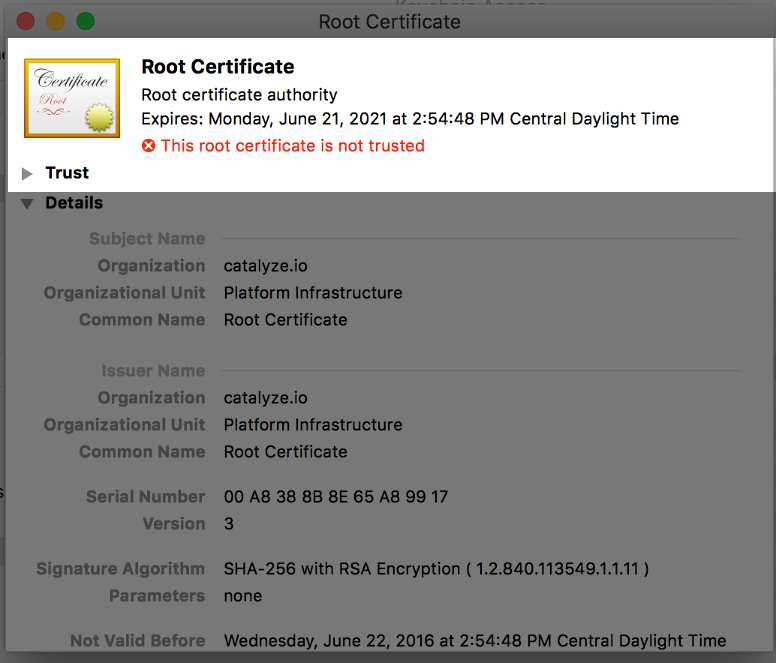 Root Certificate
Certificate
Root
Root Certificate
Root certificate authority
Expires: Monday, June 21, 2021 at 2:54:48 PM Central Daylight Time
This root certificate is not trusted
Trust
Details
Subject Name
Organization catalyze.io
Organizational Unit Platform Infrastructure
Common Name Root Certificate
Issuer Name
Organization catalyze.io
Organizational Unit Platform Infrastructure
Common Name Root Certificate
Serial Number 00 A8 38 8B 8E 65 A8 99 17
Version 3
Signature Algorithm SHA-256 with RSA Encryption ( 1.2.840.113549.1.1.11 )
Parameters none
Not Valid Before Wednesday, June 22, 2016 at 2:54:48 PM Central Daylight Time